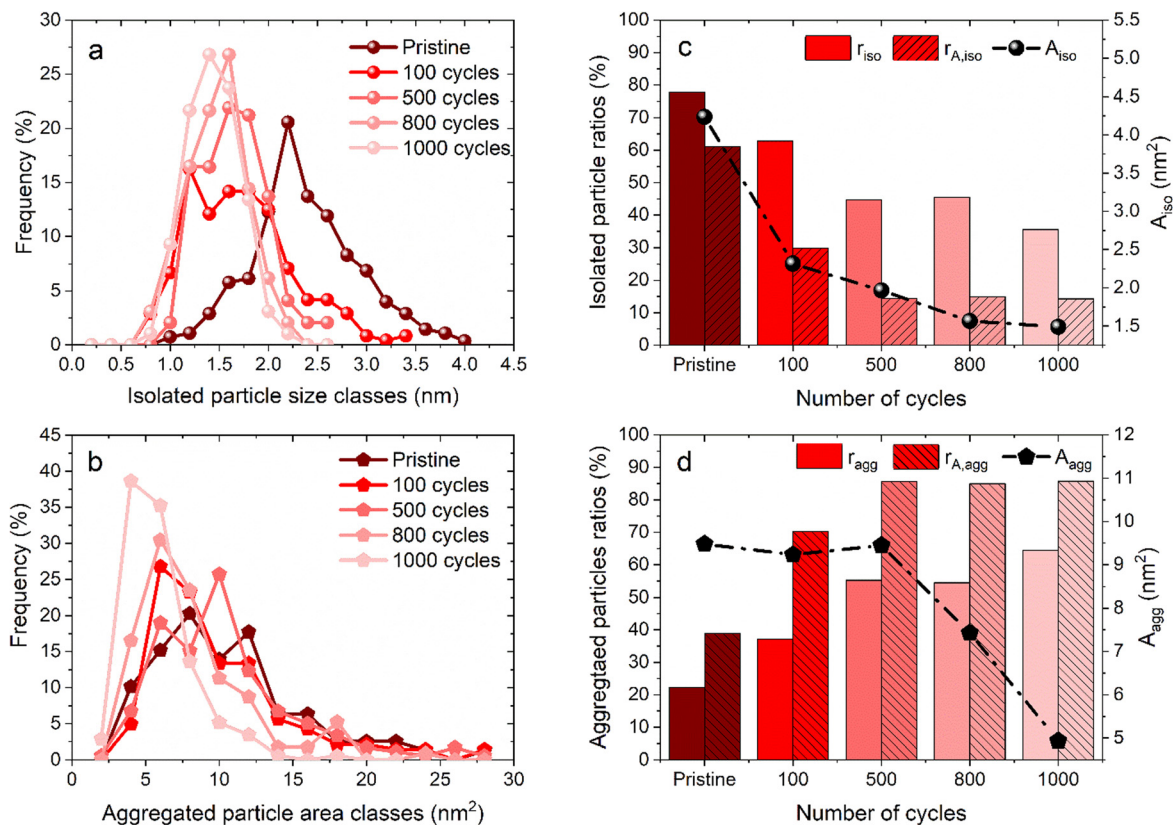 a
Pristine
100 cycles
500 cycles
800 cycles
1000 cycles
30
25
20
15
10
5
0
Frequency (%)
0.0 0.5 1.0 1.5 2.0 2.5 3.0 3.5 4.0 4.5
Isolated particle size classes (nm)
c
r_iso r_A,iso A_iso
100
90
80
70
60
50
40
30
20
10
0
Isolated particle ratios (%)
5.5
5.0
4.5
4.0
3.5
3.0
2.5
2.0
1.5
A_iso (nm²)
Pristine 100 500 800 1000
Number of cycles
b
Pristine
100 cycles
500 cycles
800 cycles
1000 cycles
45
40
35
30
25
20
15
10
5
0
Frequency (%)
0 5 10 15 20 25 30
Aggregated particle area classes (nm²)
d
r_agg r_A,agg A_agg
100
90
80
70
60
50
40
30
20
10
0
Aggregtaed particles ratios (%)
12
11
10
9
8
7
6
5
A_agg (nm²)
Pristine 100 500 800 1000
Number of cycles